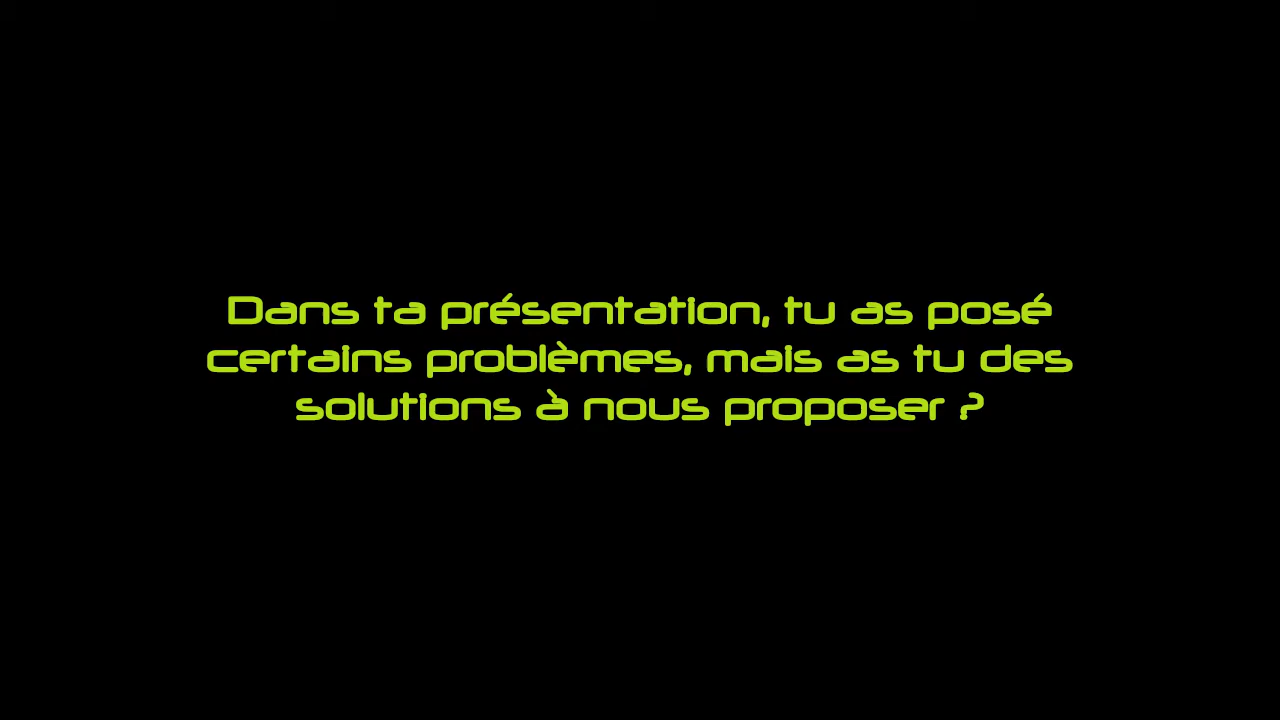 Dans ta présentation, tu as posé
certains problèmes, mais as tu des
solutions à nous proposer ?